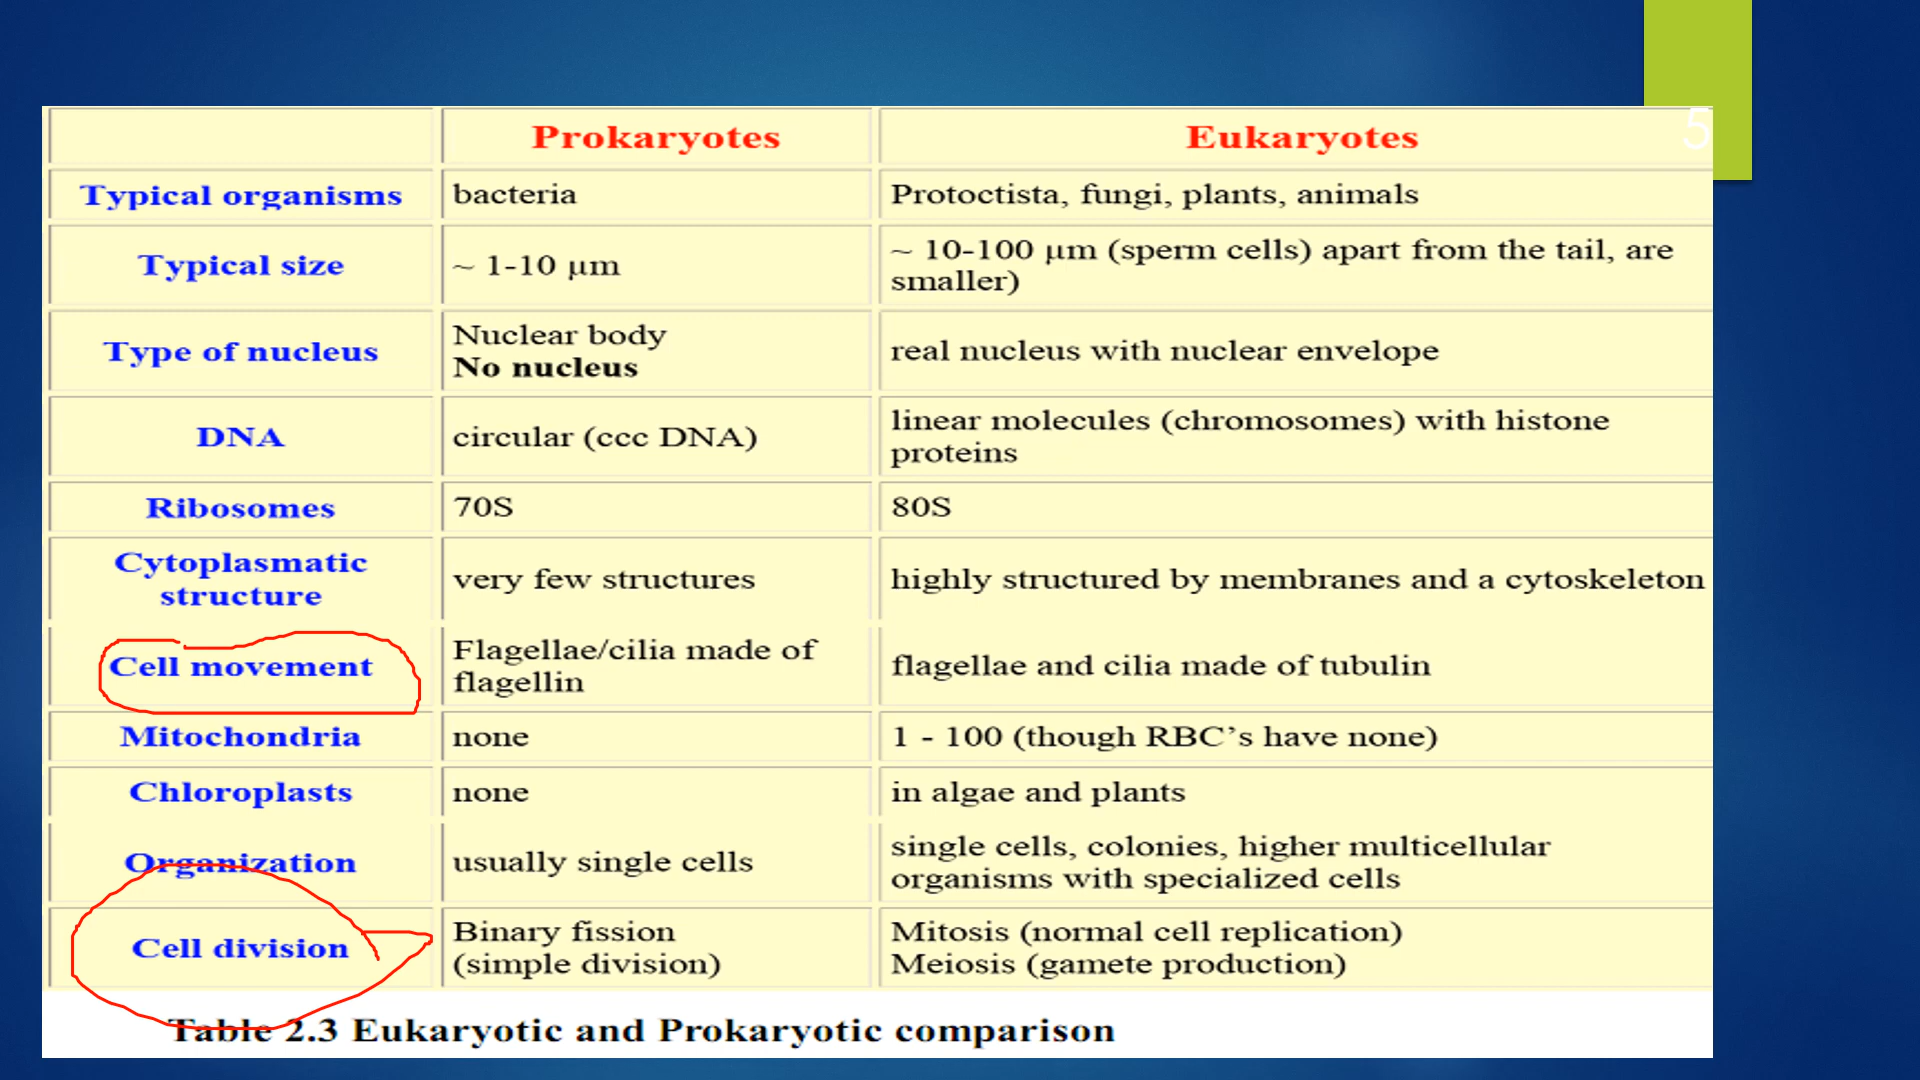 5
Prokaryotes
Eukaryotes
Typical organisms
bacteria
Protoctista, fungi, plants, animals
Typical size
~ 1-10 µm
~ 10-100 µm (sperm cells) apart from the tail, are
smaller)
Type of nucleus
Nuclear body
No nucleus
real nucleus with nuclear envelope
DNA
circular (ccc DNA)
linear molecules (chromosomes) with histone
proteins
Ribosomes
70S
80S
Cytoplasmatic
structure
very few structures
highly structured by membranes and a cytoskeleton
Cell movement
Flagellae/cilia made of
flagellin
flagellae and cilia made of tubulin
Mitochondria
none
1 - 100 (though RBC’s have none)
Chloroplasts
none
in algae and plants
Organization
usually single cells
single cells, colonies, higher multicellular
organisms with specialized cells
Cell division
Binary fission
(simple division)
Mitosis (normal cell replication)
Meiosis (gamete production)
Table 2.3 Eukaryotic and Prokaryotic comparison